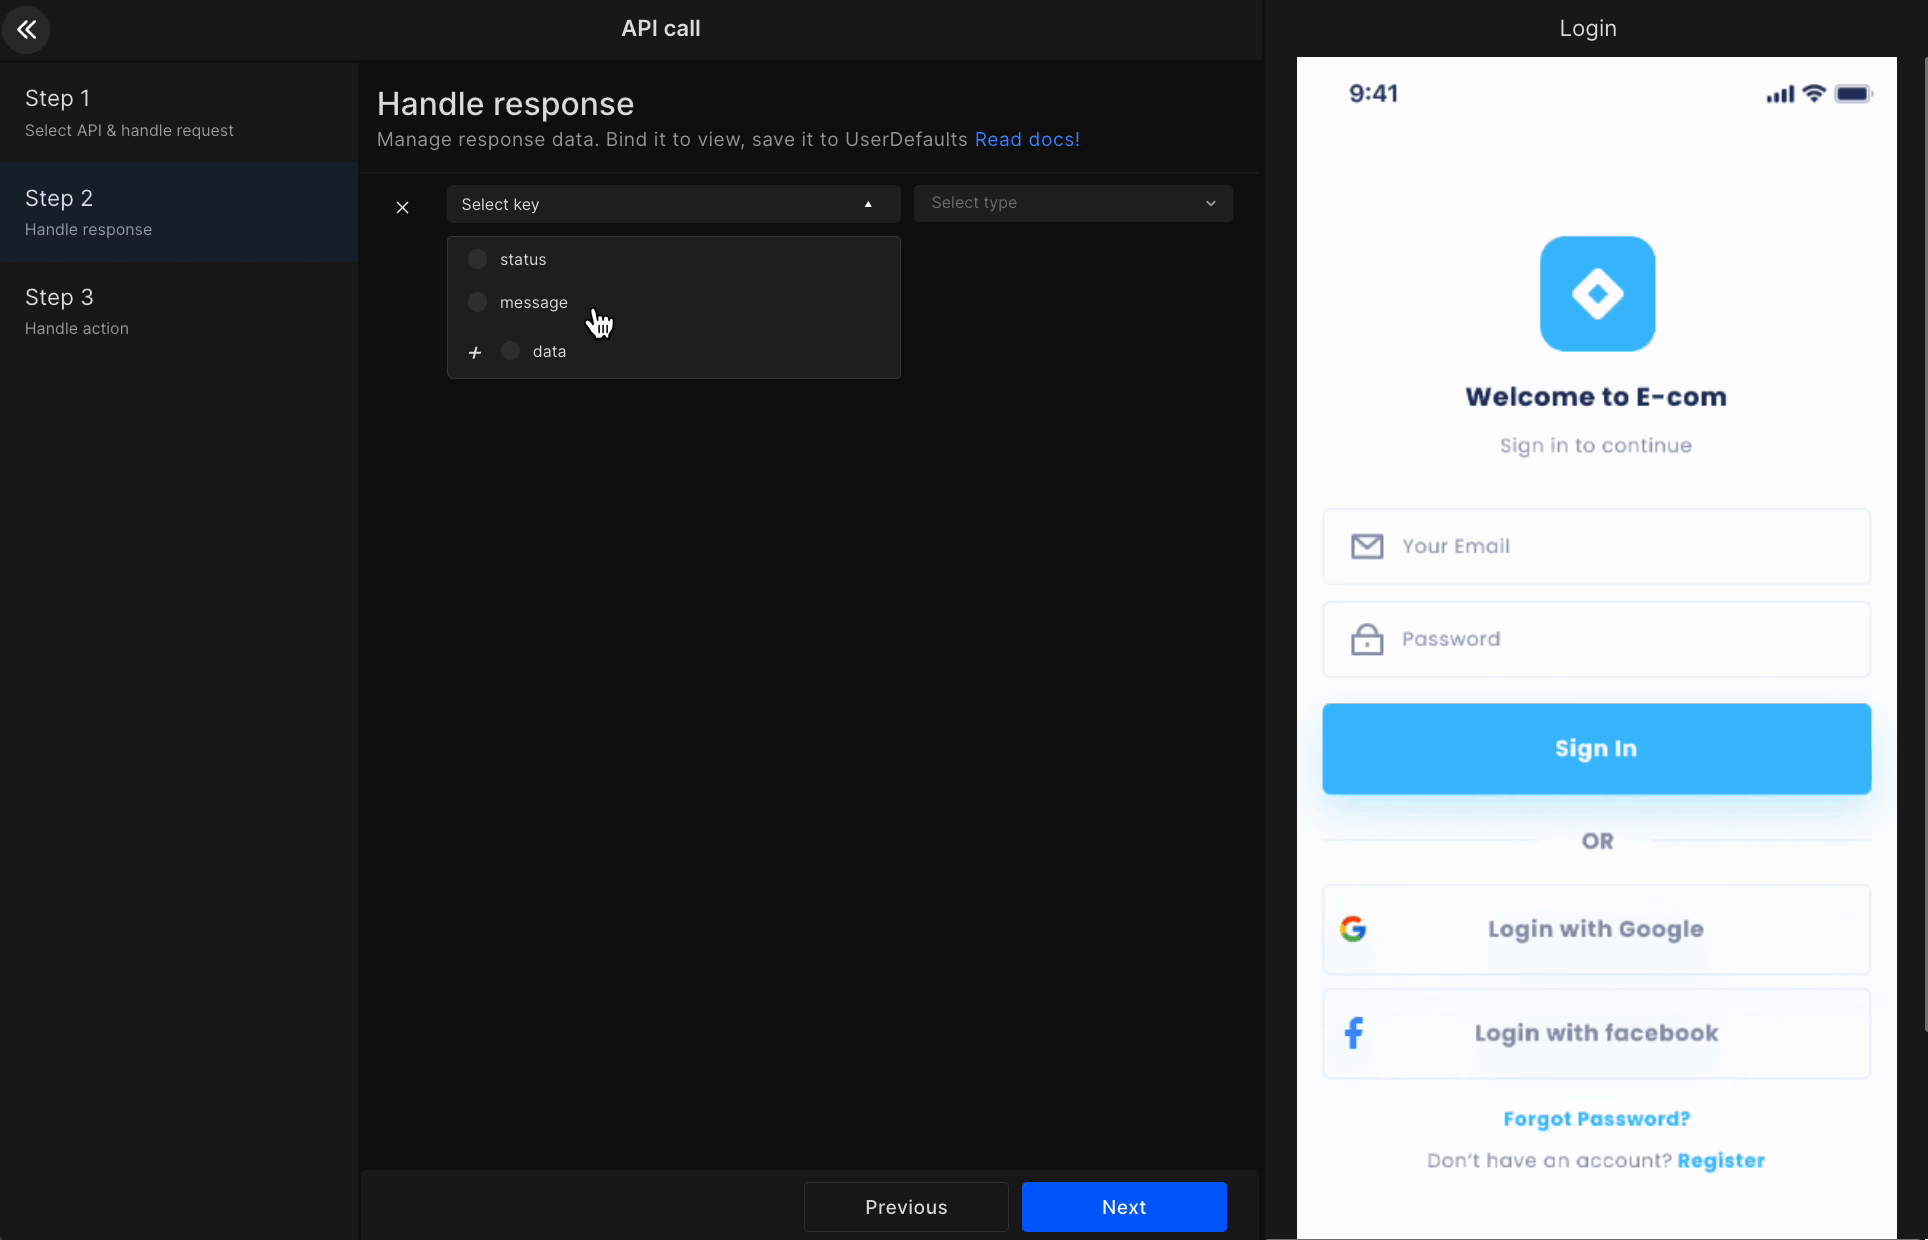 API call
Step 1
Select API & handle request
Step 2
Handle response
Step 3
Handle action
Handle response
Manage response data. Bind it to view, save it to UserDefaults Read docs!
Select key
Select type
status
message
data
Previous
Next
Login
9:41
Welcome to E-com
Sign in to continue
Your Email
Password
Sign In
OR
Login with Google
Login with facebook
Forgot Password?
Don't have an account? Register